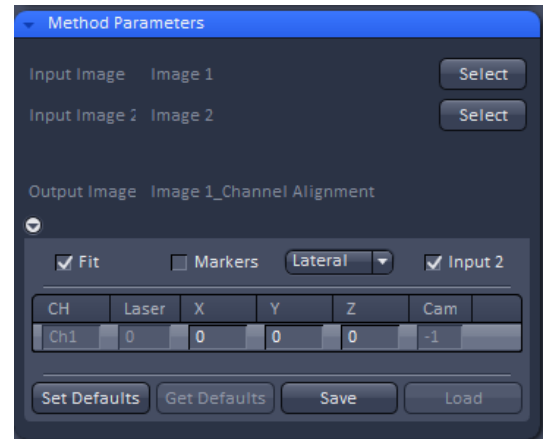 Method Parameters
Input Image Image 1 Select
Input Image 2 Image 2 Select
Output Image Image 1_Channel Alignment
Fit Markers Lateral Input 2
CH Laser X Y Z Cam
Ch1 0 0 0 0 -1
Set Defaults Get Defaults Save Load